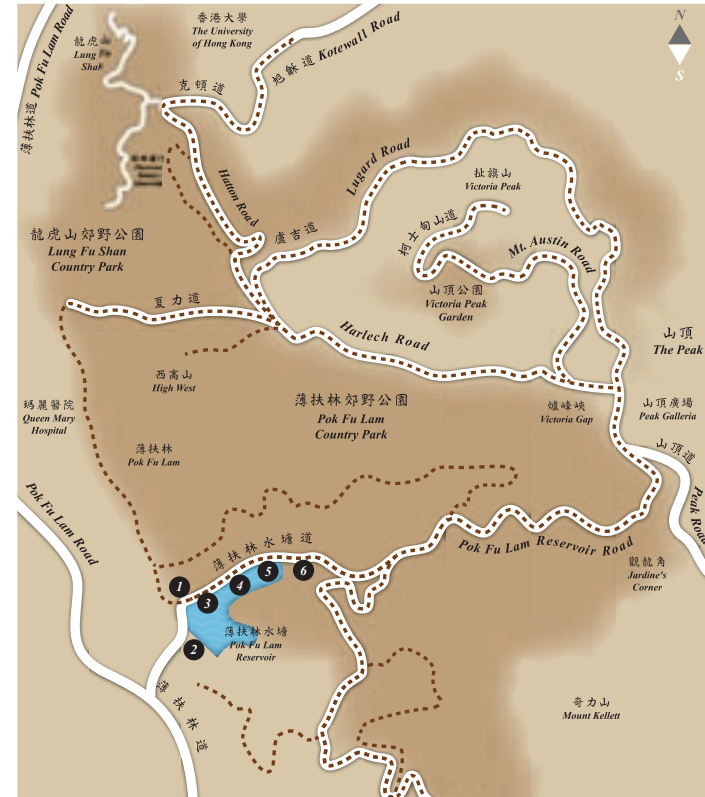 香港大學
The University
of Hong Kong
N
S
薄扶林道 Pok Fu Lam Road
龍虎山
Lung Fu
克頓道
旭龢道 Kotewall Road
Hatton Road
Lugard Road
盧吉道
扯旗山
Victoria Peak
柯士甸山道
Mt. Austin Road
山頂公園
Victoria Peak
Garden
龍虎山郊野公園
Lung Fu Shan
Country Park
夏力道
Harlech Road
山頂
The Peak
西高山
High West
薄扶林郊野公園
Pok Fu Lam
Country Park
爐峰峽
Victoria Gap
山頂廣場
Peak Galleria
瑪麗醫院
Queen Mary
Hospital
薄扶林
Pok Fu Lam
山頂道
Peak Road
Pok Fu Lam Road
薄扶林水塘道
Pok Fu Lam Reservoir Road
觀龍角
Jardine's
Corner
1
2
3
4
5
6
薄扶林水塘
Pok Fu Lam
Reservoir
薄扶林道
奇力山
Mount Kellett